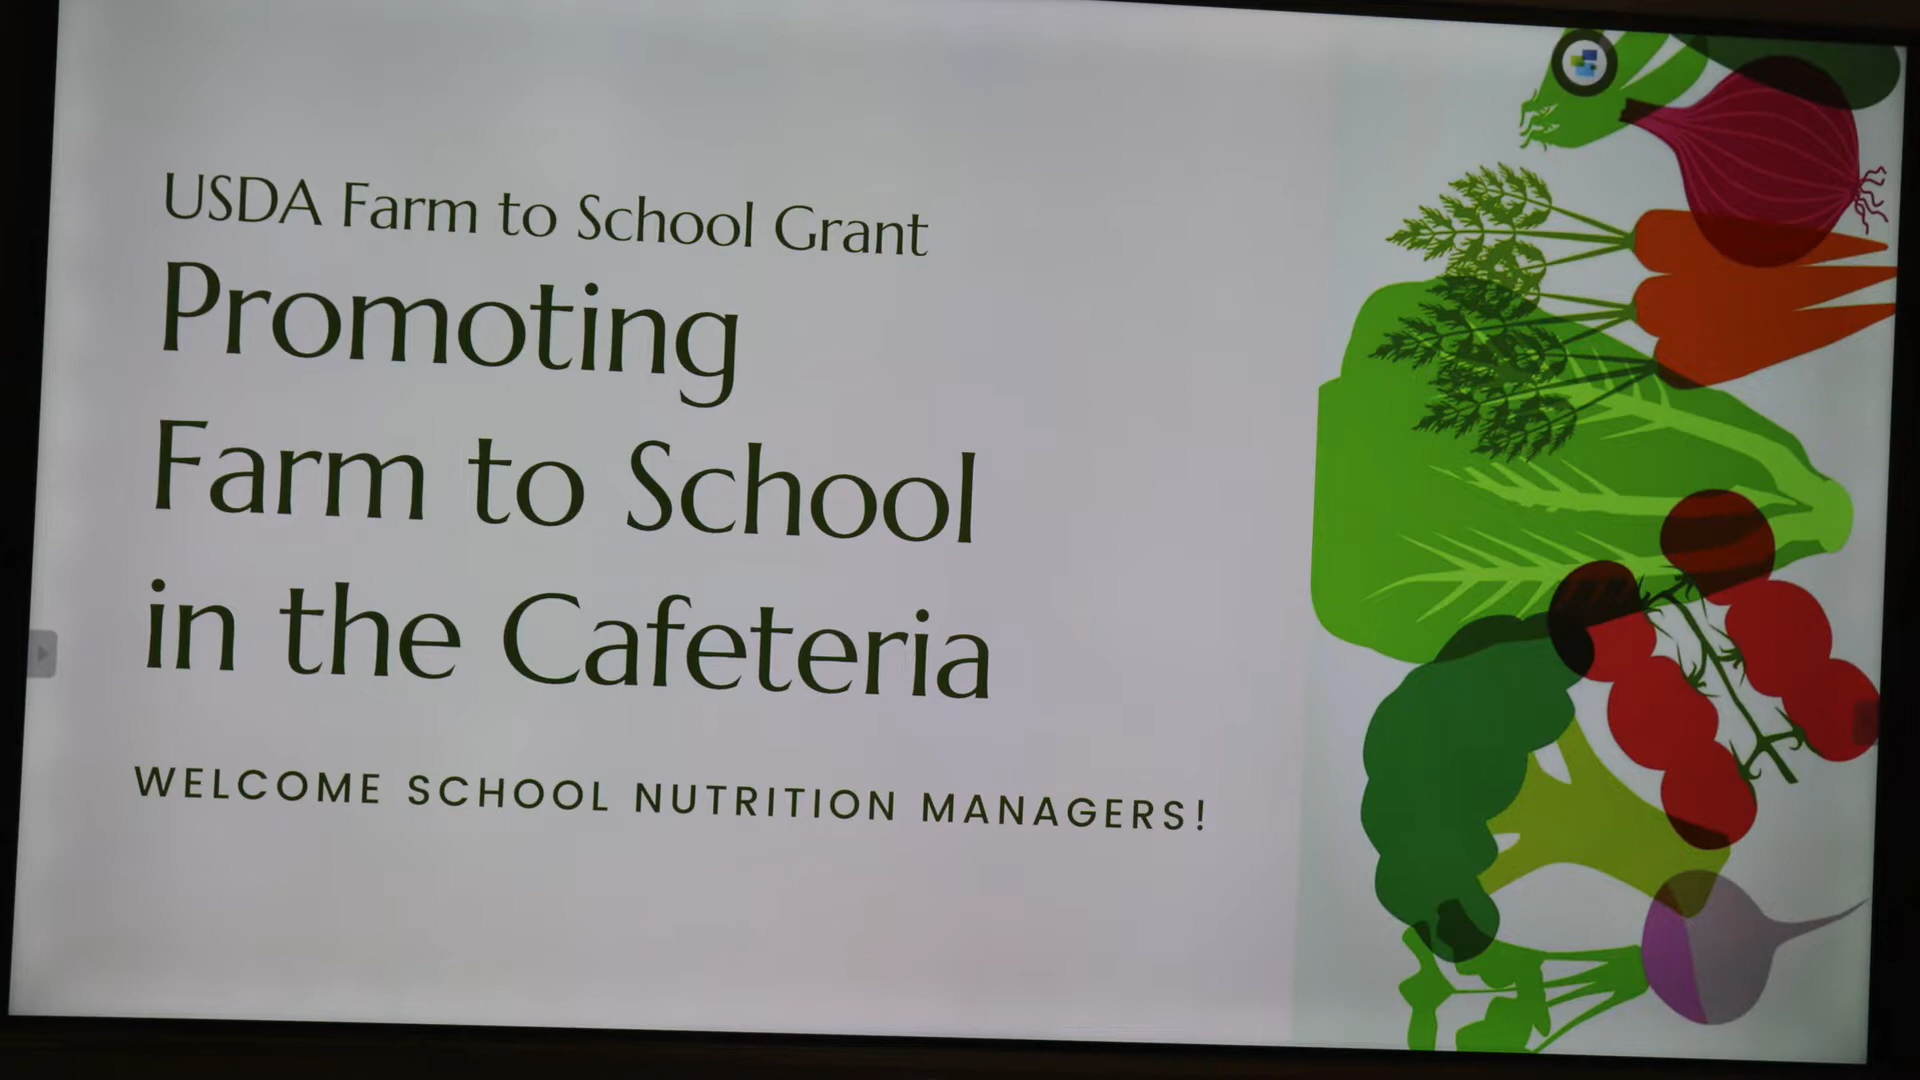 USDA Farm to School Grant
Promoting
Farm to School
in the Cafeteria
WELCOME SCHOOL NUTRITION MANAGERS!